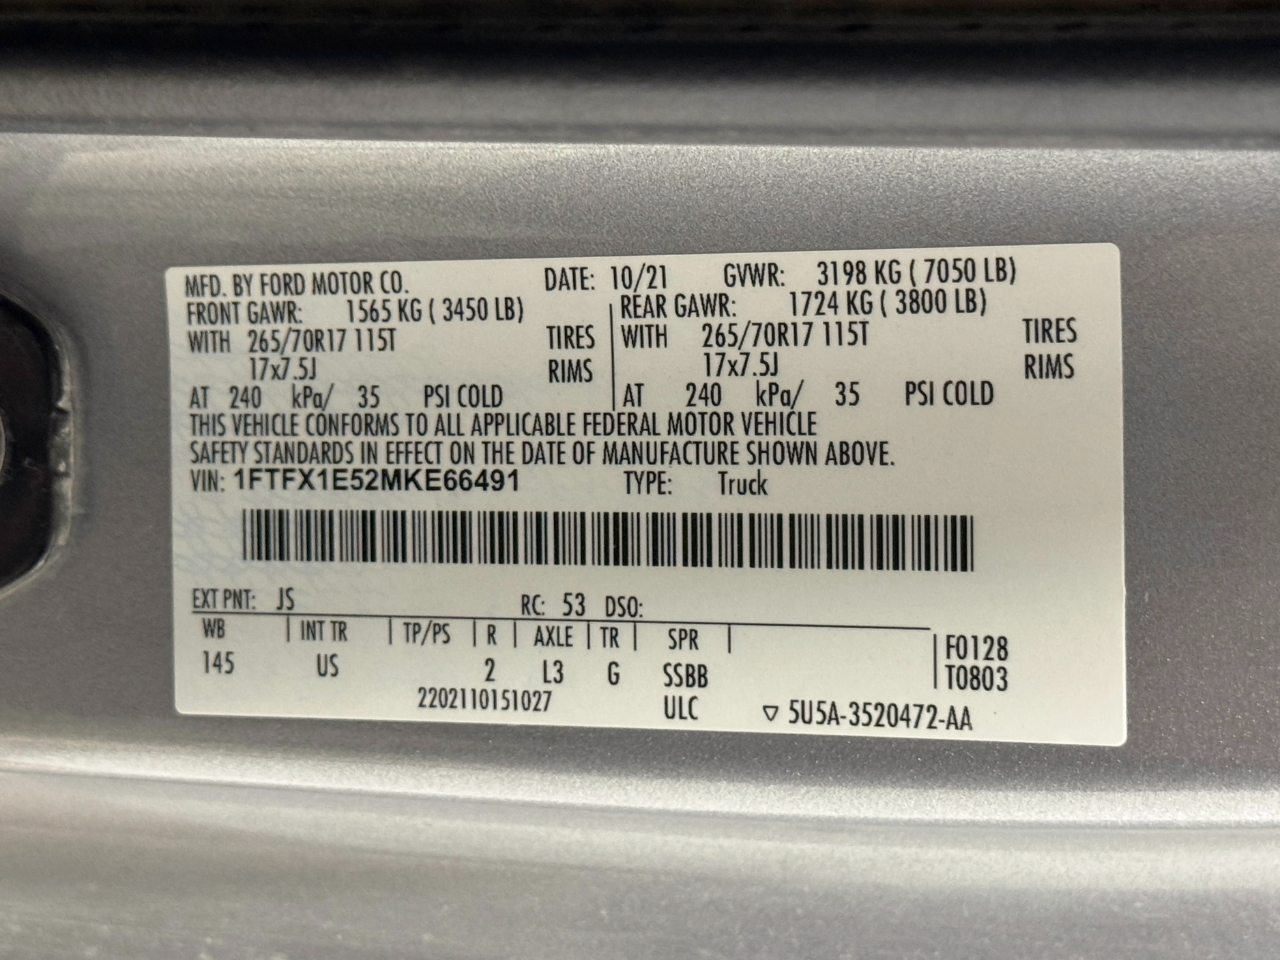 MFD. BY FORD MOTOR CO. DATE: 10/21 GVWR: 3198 KG ( 7050 LB)
FRONT GAWR: 1565 KG ( 3450 LB) REAR GAWR: 1724 KG ( 3800 LB)
WITH 265/70R17 115T TIRES WITH 265/70R17 115T TIRES
17x7.5J RIMS 17x7.5J RIMS
AT 240 kPa/ 35 PSI COLD AT 240 kPa/ 35 PSI COLD
THIS VEHICLE CONFORMS TO ALL APPLICABLE FEDERAL MOTOR VEHICLE
SAFETY STANDARDS IN EFFECT ON THE DATE OF MANUFACTURE SHOWN ABOVE.
VIN: 1FTFX1E52MKE66491 TYPE: Truck
EXT PNT: JS RC: 53 DSO:
WB INT TR TP/PS R AXLE TR SPR F0128
145 US 2 L3 G SSBB T0803
2202110151027 ULC ▽ 5U5A-3520472-AA